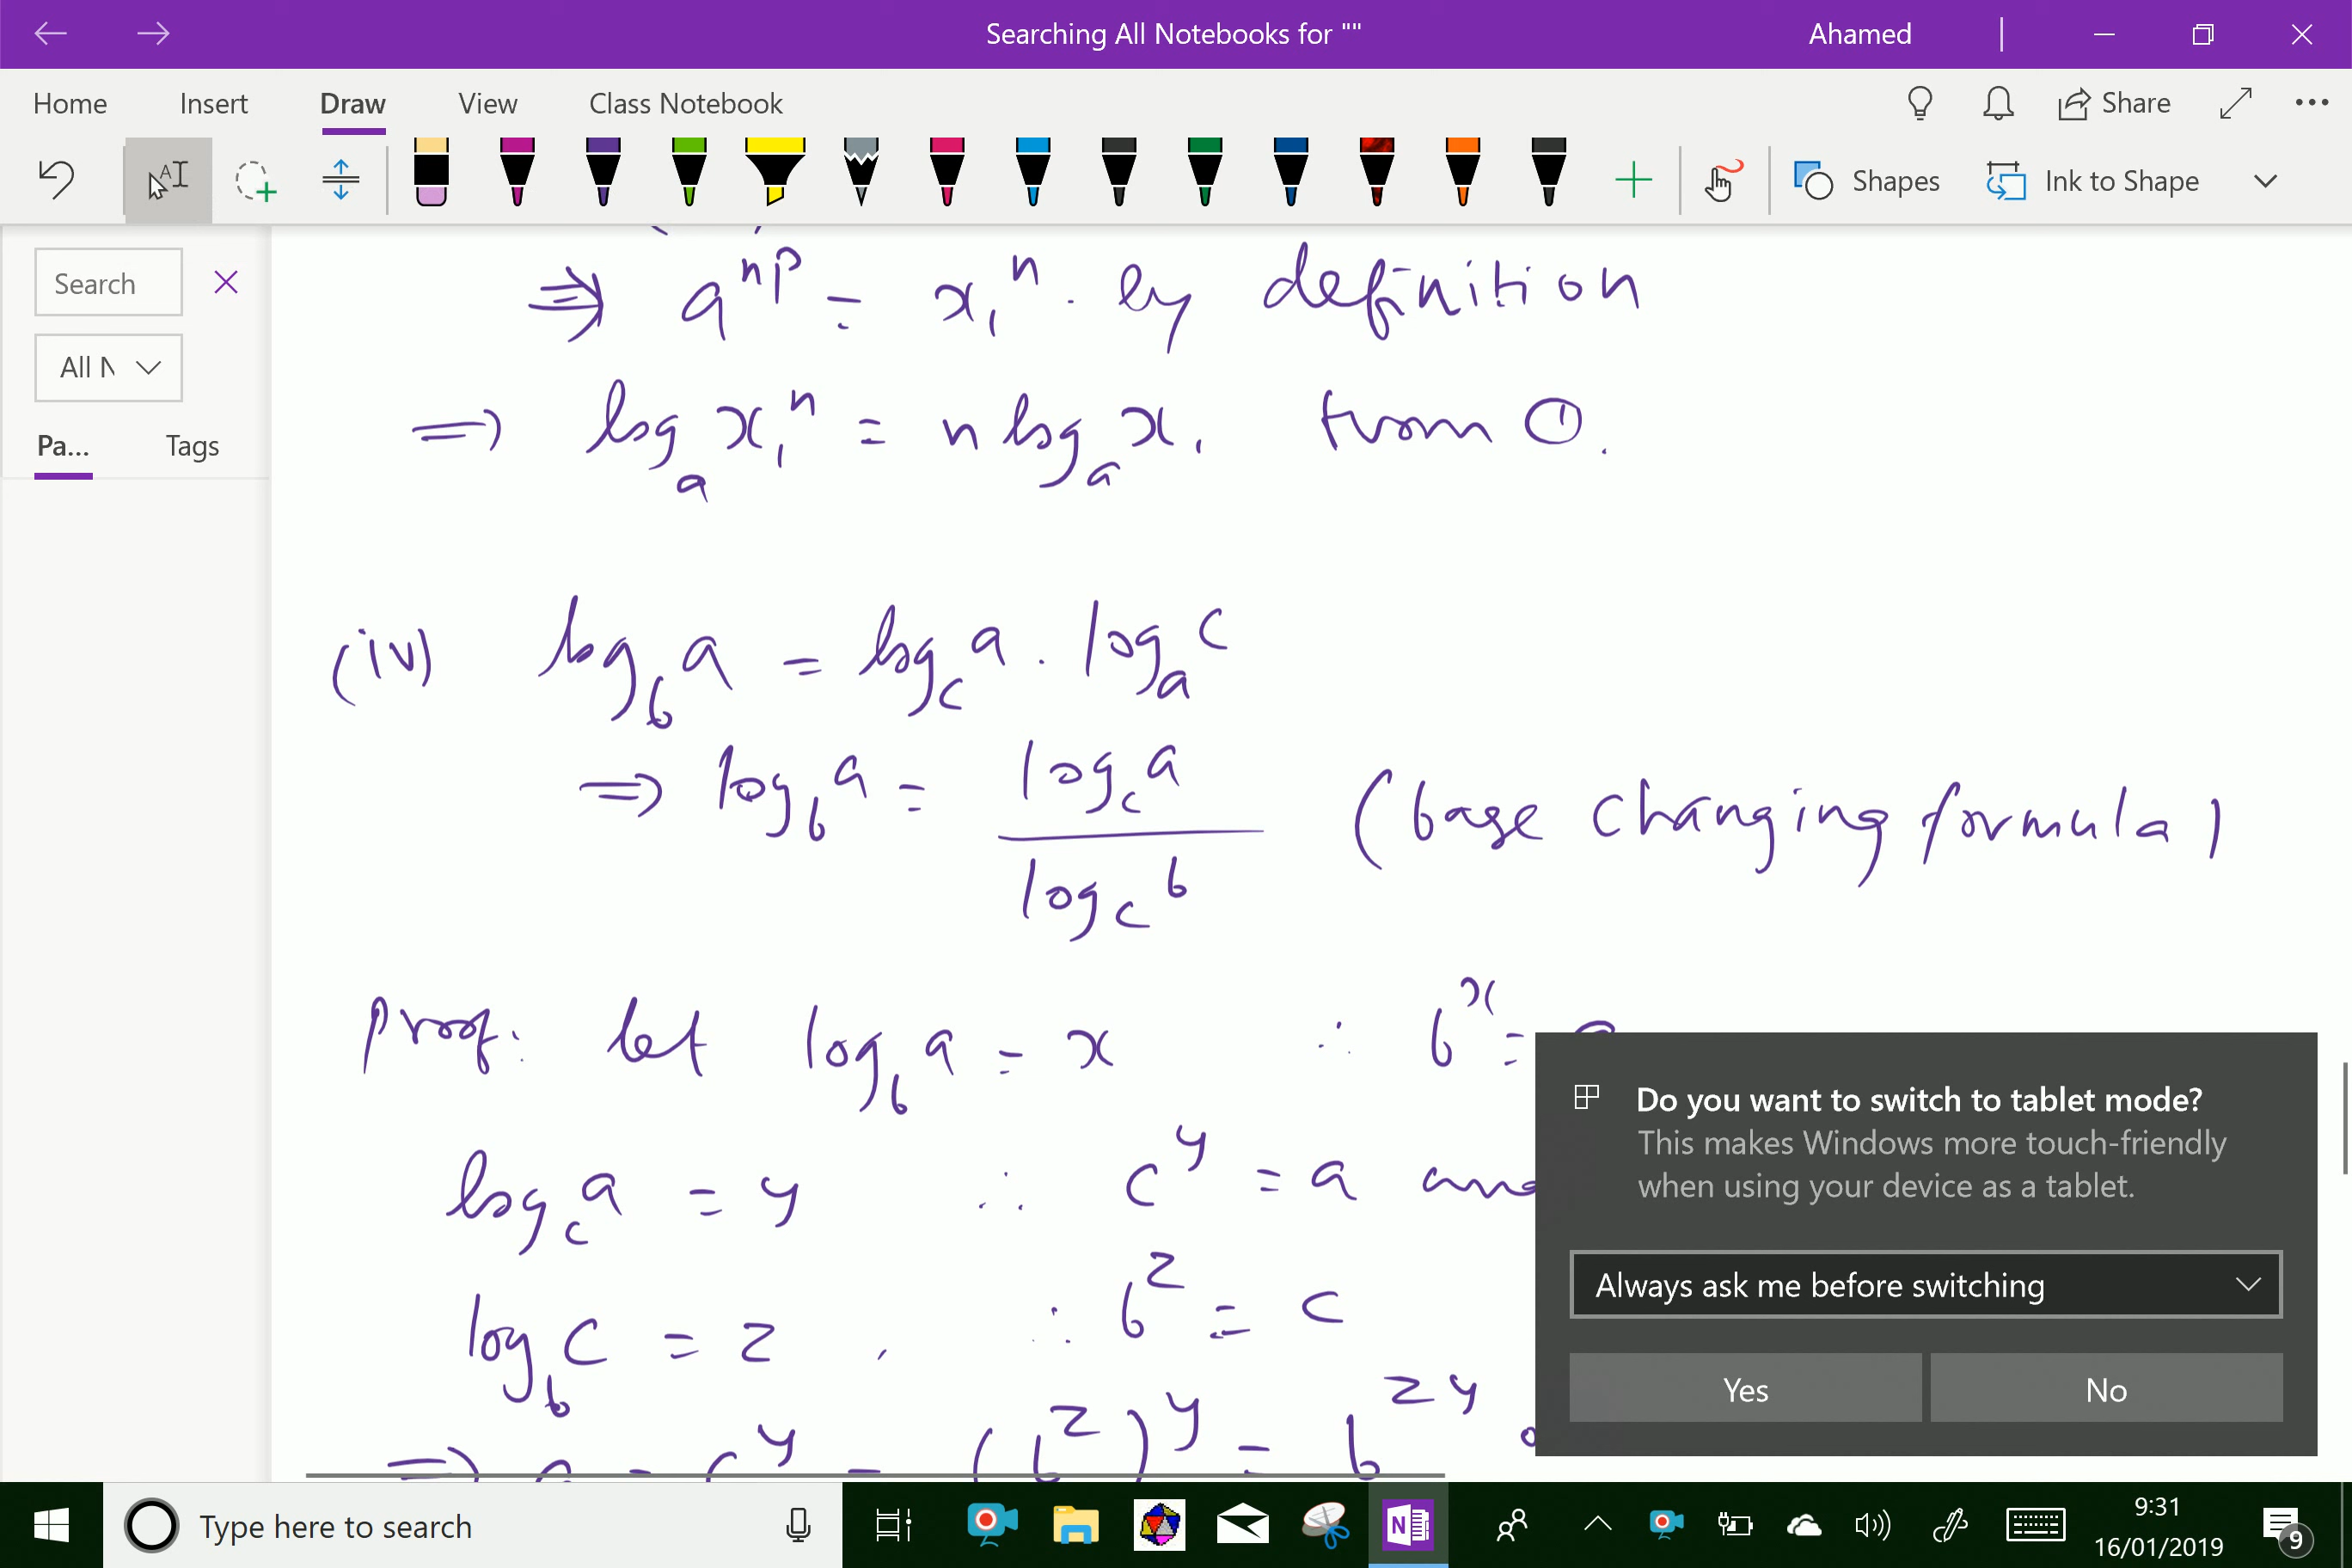 Searching All Notebooks for ""
Ahamed
Home Insert Draw View Class Notebook
Share
Shapes
Ink to Shape
Search
All N
Pa... Tags
⇒ a^{np} = x₁^n . by definition
⇒ log_a x₁^n = n log_a x₁ from ①.
(iv) log_b a = log_c a . log_a c
⇒ log_b a = log_c a / log_c b (base changing formula)
Proof: let log_b a = x ∴ b^x =
log_c a = y ∴ c^y = a and
log_b c = z , ∴ b^z = c
⇒ a = c^y = (b^z)^y = b^{zy}
Do you want to switch to tablet mode?
This makes Windows more touch-friendly
when using your device as a tablet.
Always ask me before switching
Yes No
Type here to search
9:31
16/01/2019
9